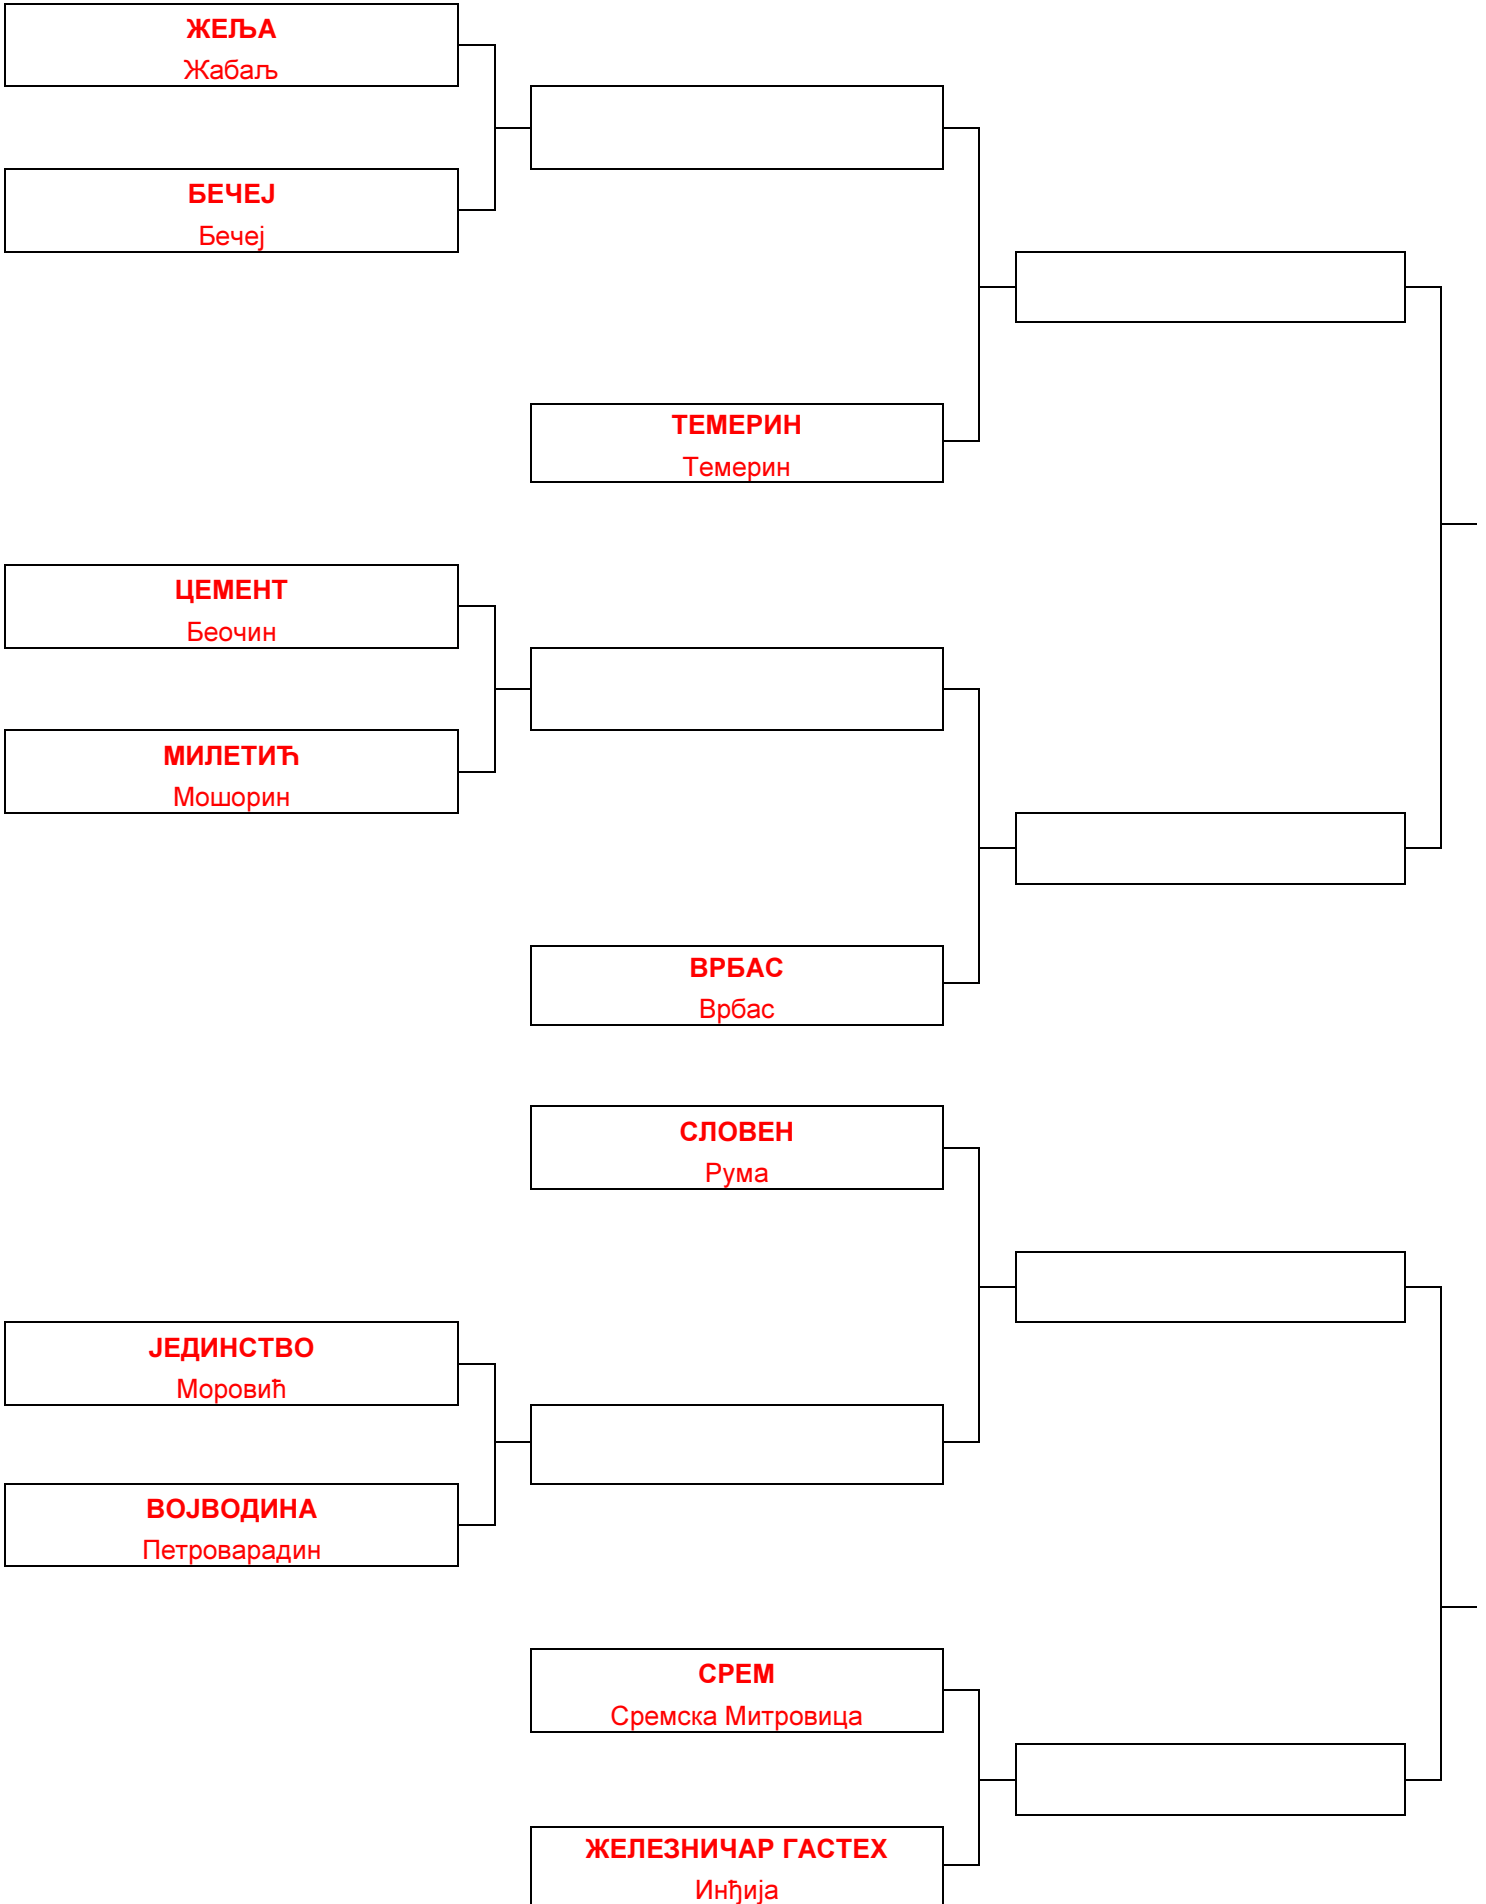 ЖЕЉА
Жабаљ
БЕЧЕЈ
Бечеј
ТЕМЕРИН
Темерин
ЦЕМЕНТ
Беочин
МИЛЕТИЋ
Мошорин
ВРБАС
Врбас
СЛОВЕН
Рума
ЈЕДИНСТВО
Моровић
ВОЈВОДИНА
Петроварадин
СРЕМ
Сремска Митровица
ЖЕЛЕЗНИЧАР ГАСТЕХ
Инђија